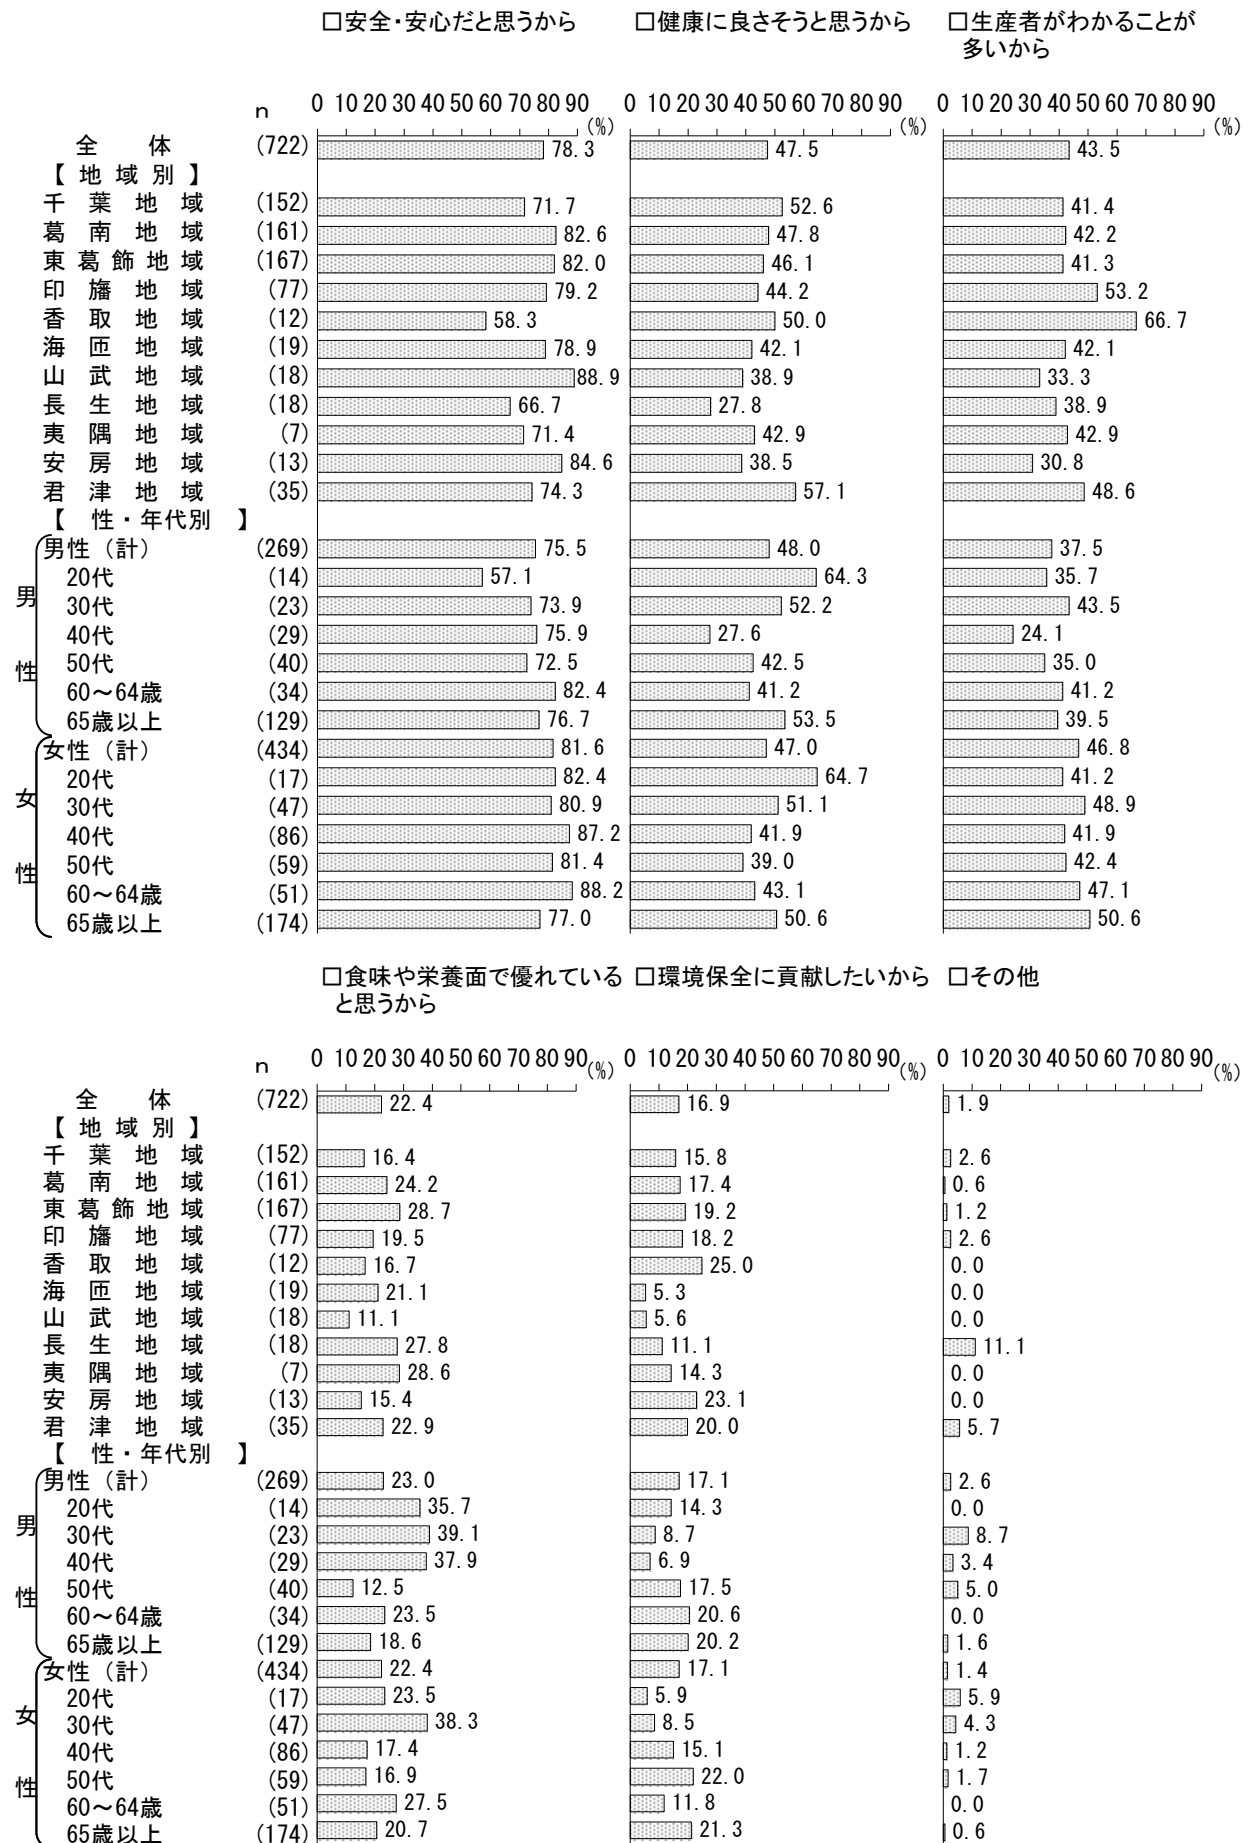 □安全・安心だと思うから □健康に良さそうと思うから □生産者がわかることが
多いから
n 0 10 20 30 40 50 60 70 80 90 (%) 0 10 20 30 40 50 60 70 80 90 (%) 0 10 20 30 40 50 60 70 80 90 (%)
全体 (722) 78.3 47.5 43.5
【地域別】
千葉地域 (152) 71.7 52.6 41.4
葛南地域 (161) 82.6 47.8 42.2
東葛飾地域 (167) 82.0 46.1 41.3
印旛地域 (77) 79.2 44.2 53.2
香取地域 (12) 58.3 50.0 66.7
海匝地域 (19) 78.9 42.1 42.1
山武地域 (18) 88.9 38.9 33.3
長生地域 (18) 66.7 27.8 38.9
夷隅地域 (7) 71.4 42.9 42.9
安房地域 (13) 84.6 38.5 30.8
君津地域 (35) 74.3 57.1 48.6
【性・年代別】
男性
男性（計） (269) 75.5 48.0 37.5
20代 (14) 57.1 64.3 35.7
30代 (23) 73.9 52.2 43.5
40代 (29) 75.9 27.6 24.1
50代 (40) 72.5 42.5 35.0
60～64歳 (34) 82.4 41.2 41.2
65歳以上 (129) 76.7 53.5 39.5
女性
女性（計） (434) 81.6 47.0 46.8
20代 (17) 82.4 64.7 41.2
30代 (47) 80.9 51.1 48.9
40代 (86) 87.2 41.9 41.9
50代 (59) 81.4 39.0 42.4
60～64歳 (51) 88.2 43.1 47.1
65歳以上 (174) 77.0 50.6 50.6
□食味や栄養面で優れている □環境保全に貢献したいから □その他
と思うから
n 0 10 20 30 40 50 60 70 80 90 (%) 0 10 20 30 40 50 60 70 80 90 (%) 0 10 20 30 40 50 60 70 80 90 (%)
全体 (722) 22.4 16.9 1.9
【地域別】
千葉地域 (152) 16.4 15.8 2.6
葛南地域 (161) 24.2 17.4 0.6
東葛飾地域 (167) 28.7 19.2 1.2
印旛地域 (77) 19.5 18.2 2.6
香取地域 (12) 16.7 25.0 0.0
海匝地域 (19) 21.1 5.3 0.0
山武地域 (18) 11.1 5.6 0.0
長生地域 (18) 27.8 11.1 11.1
夷隅地域 (7) 28.6 14.3 0.0
安房地域 (13) 15.4 23.1 0.0
君津地域 (35) 22.9 20.0 5.7
【性・年代別】
男性
男性（計） (269) 23.0 17.1 2.6
20代 (14) 35.7 14.3 0.0
30代 (23) 39.1 8.7 8.7
40代 (29) 37.9 6.9 3.4
50代 (40) 12.5 17.5 5.0
60～64歳 (34) 23.5 20.6 0.0
65歳以上 (129) 18.6 20.2 1.6
女性
女性（計） (434) 22.4 17.1 1.4
20代 (17) 23.5 5.9 5.9
30代 (47) 38.3 8.5 4.3
40代 (86) 17.4 15.1 1.2
50代 (59) 16.9 22.0 1.7
60～64歳 (51) 27.5 11.8 0.0
65歳以上 (174) 20.7 21.3 0.6